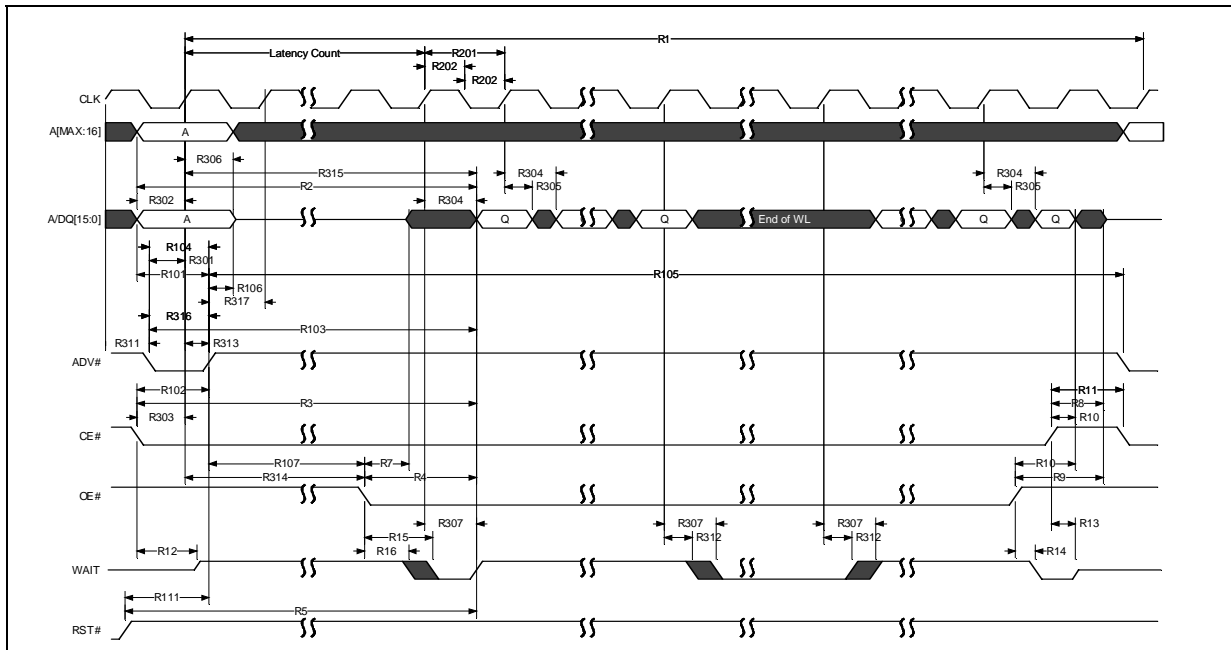 R1
Latency Count
R201
R202
R202
CLK
A[MAX:16]
A
R306
R315
R304
R304
R2
R305
R305
R302
R304
A/DQ[15:0]
A
Q
Q
End of WL
Q
Q
R104
R301
R101
R105
R106
R317
R316
R103
R311
R313
ADV#
R102
R11
R3
R8
R303
R10
CE#
R107
R7
R10
R314
R4
R9
OE#
R307
R307
R307
R13
R15
R312
R312
R12
R16
R14
WAIT
R111
R5
RST#